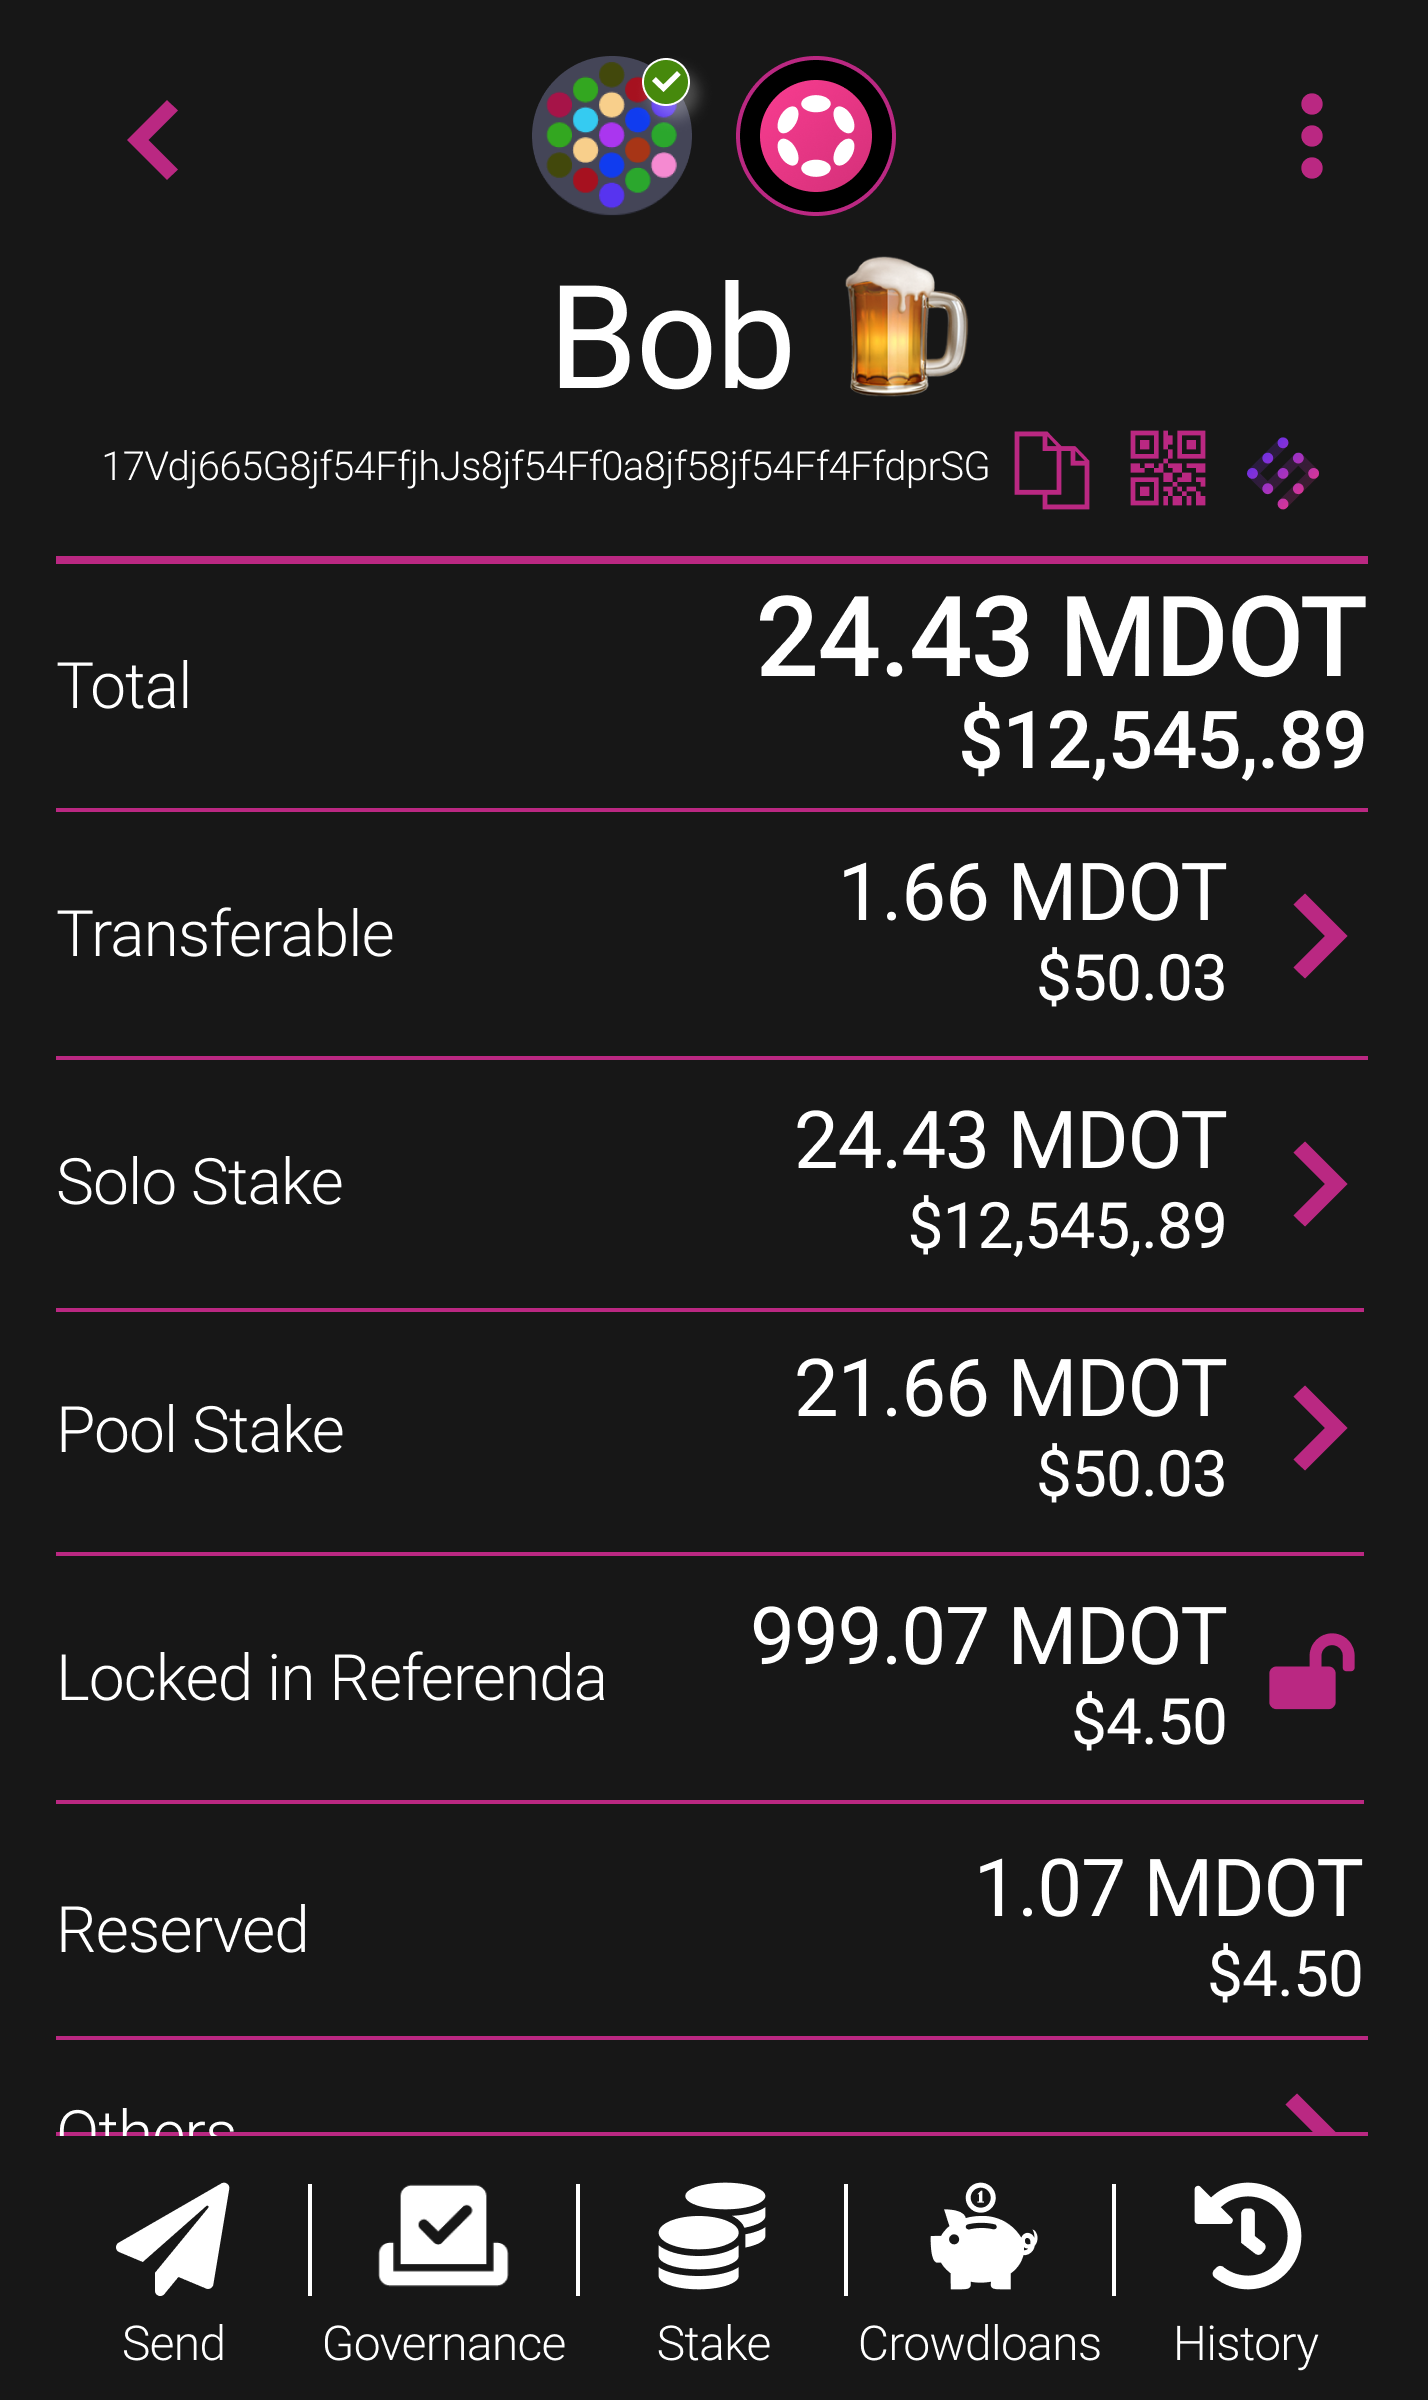 Bob
17Vdj665G8jf54FfjhJs8jf54Ff0a8jf58jf54Ff4FfdprSG
Total
24.43 MDOT
$12,545,.89
Transferable
1.66 MDOT
$50.03
Solo Stake
24.43 MDOT
$12,545,.89
Pool Stake
21.66 MDOT
$50.03
Locked in Referenda
999.07 MDOT
$4.50
Reserved
1.07 MDOT
$4.50
Others
1
Send
Governance
Stake
Crowdloans
History